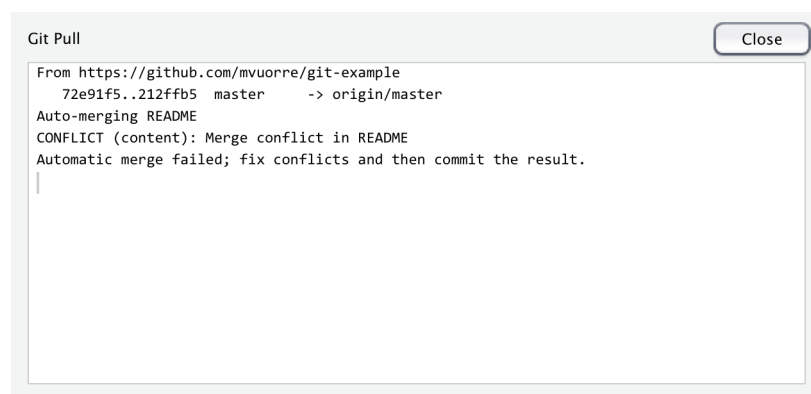 Git Pull
Close
From https://github.com/mvuorre/git-example
72e91f5..212ffb5 master -> origin/master
Auto-merging README
CONFLICT (content): Merge conflict in README
Automatic merge failed; fix conflicts and then commit the result.